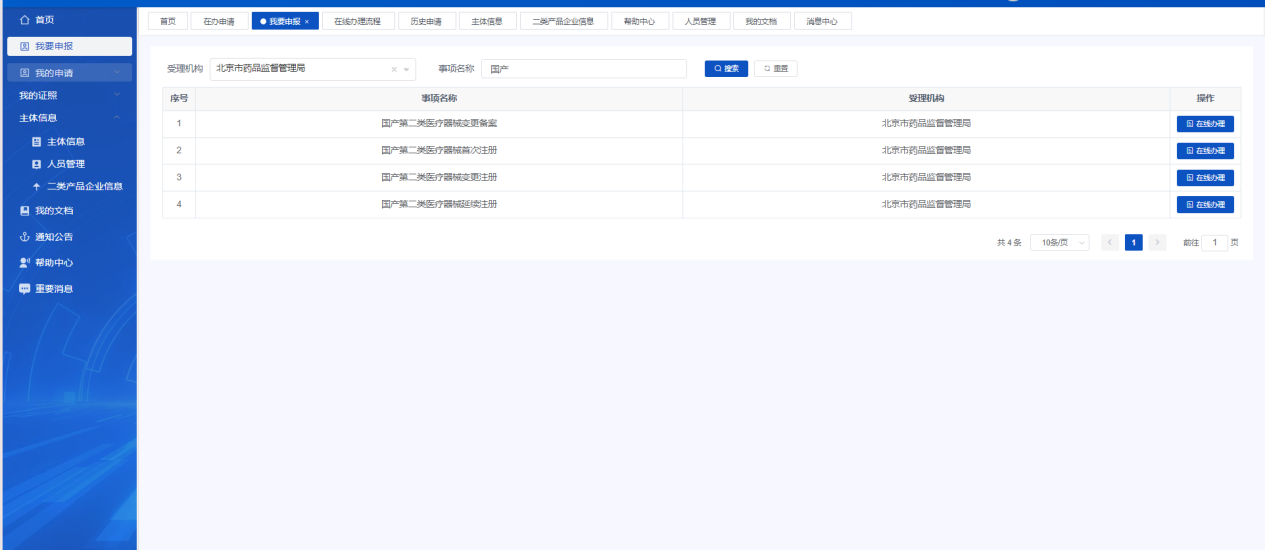 首页
我要申报
我的申请
我的证照
主体信息
主体信息
人员管理
二类产品企业信息
我的文档
通知公告
帮助中心
重要消息
首页 在办申请 我要申报 × 在线办理流程 历史申请 主体信息 二类产品企业信息 帮助中心 人员管理 我的文档 消息中心
受理机构 北京市药品监督管理局 × 事项名称 国产 搜索 重置
序号 事项名称 受理机构 操作
1 国产第二类医疗器械变更备案 北京市药品监督管理局 在线办理
2 国产第二类医疗器械首次注册 北京市药品监督管理局 在线办理
3 国产第二类医疗器械变更注册 北京市药品监督管理局 在线办理
4 国产第二类医疗器械延续注册 北京市药品监督管理局 在线办理
共 4 条 10条/页 < 1 > 前往 1 页